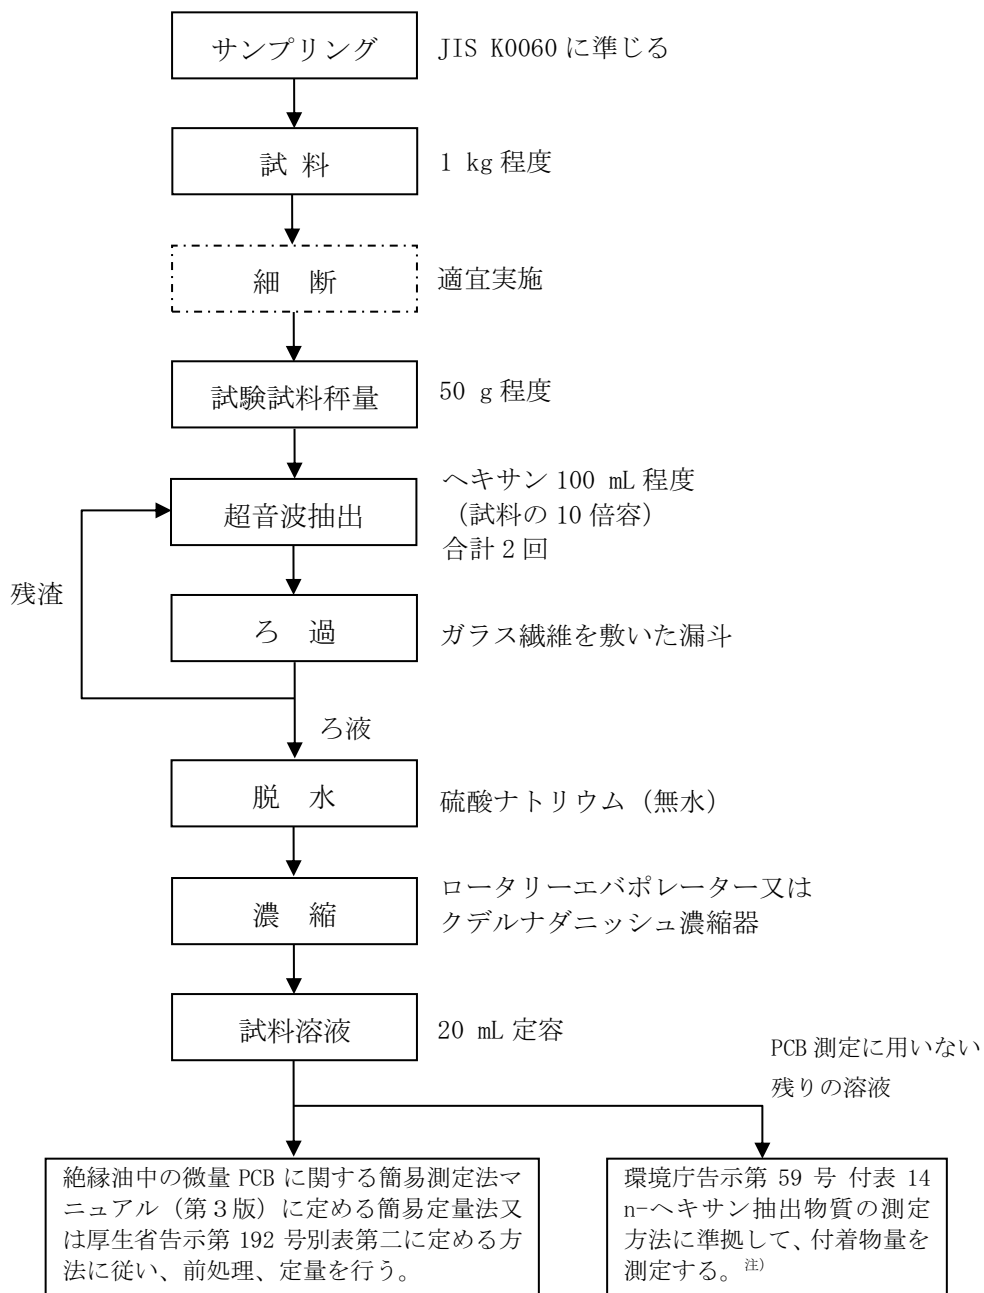 サンプリング
JIS K0060 に準じる
試 料
1 kg 程度
細 断
適宜実施
試験試料秤量
50 g 程度
超音波抽出
ヘキサン 100 mL 程度
（試料の 10 倍容）
合計 2 回
残渣
ろ 過
ガラス繊維を敷いた漏斗
ろ液
脱 水
硫酸ナトリウム（無水）
濃 縮
ロータリーエバポレーター又は
クデルナダニッシュ濃縮器
試料溶液
20 mL 定容
PCB 測定に用いない
残りの溶液
絶縁油中の微量 PCB に関する簡易測定法マ
ニュアル（第３版）に定める簡易定量法又
は厚生省告示第 192 号別表第二に定める方
法に従い、前処理、定量を行う。
環境庁告示第 59 号 付表 14
n-ヘキサン抽出物質の測定
方法に準拠して、付着物量を
測定する。注)